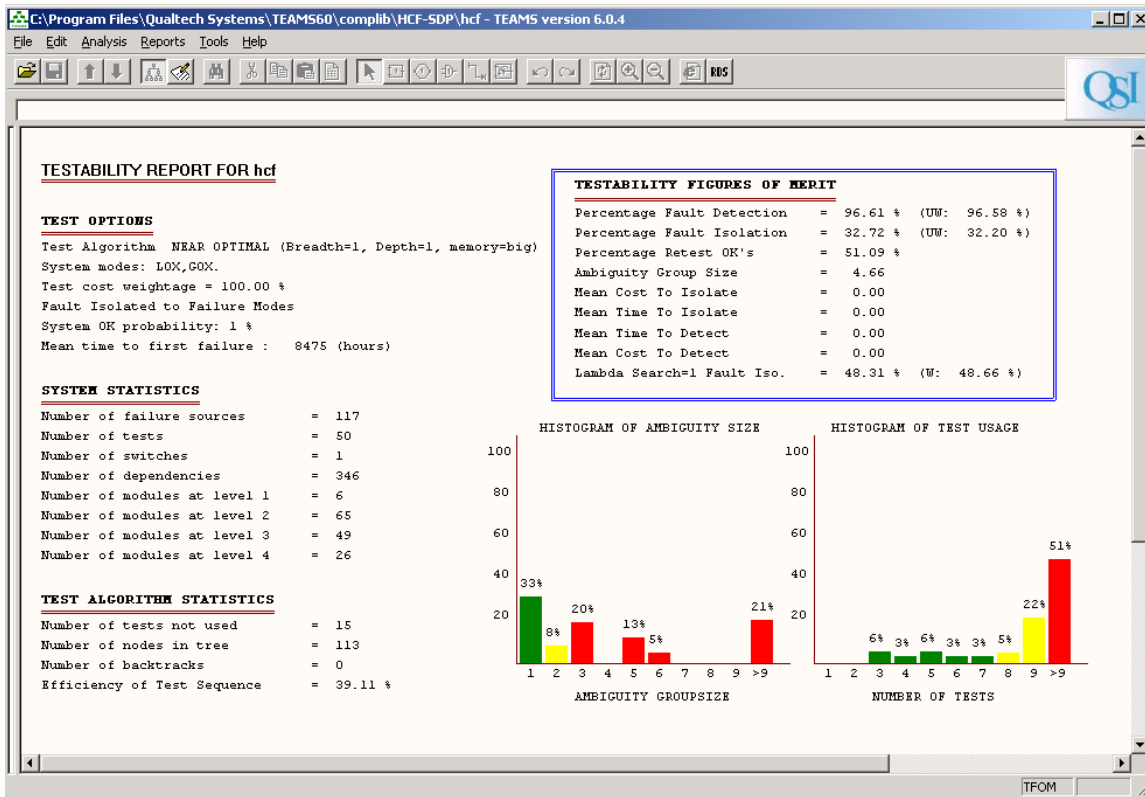 C:\Program Files\Qualtech Systems\TEAMS60\complib\HCF-SDP\hcf - TEAMS version 6.0.4
File Edit Analysis Reports Tools Help
RDS
QSI
TESTABILITY REPORT FOR hcf
TEST OPTIONS
Test Algorithm NEAR OPTIMAL (Breadth=1, Depth=1, memory=big)
System modes: LOX,GOX.
Test cost weightage = 100.00 %
Fault Isolated to Failure Modes
System OK probability: 1 %
Mean time to first failure : 8475 (hours)
SYSTEM STATISTICS
Number of failure sources = 117
Number of tests = 50
Number of switches = 1
Number of dependencies = 346
Number of modules at level 1 = 6
Number of modules at level 2 = 65
Number of modules at level 3 = 49
Number of modules at level 4 = 26
TEST ALGORITHM STATISTICS
Number of tests not used = 15
Number of nodes in tree = 113
Number of backtracks = 0
Efficiency of Test Sequence = 39.11 %
TESTABILITY FIGURES OF MERIT
Percentage Fault Detection = 96.61 % (UW: 96.58 %)
Percentage Fault Isolation = 32.72 % (UW: 32.20 %)
Percentage Retest OK's = 51.09 %
Ambiguity Group Size = 4.66
Mean Cost To Isolate = 0.00
Mean Time To Isolate = 0.00
Mean Time To Detect = 0.00
Mean Cost To Detect = 0.00
Lambda Search=1 Fault Iso. = 48.31 % (W: 48.66 %)
HISTOGRAM OF AMBIGUITY SIZE
100
80
60
40
20
33% 8% 20% 13% 5% 21%
1 2 3 4 5 6 7 8 9 >9
AMBIGUITY GROUPSIZE
HISTOGRAM OF TEST USAGE
100
80
60
40
20
6% 3% 6% 3% 3% 5% 22% 51%
1 2 3 4 5 6 7 8 9 >9
NUMBER OF TESTS
TFOM